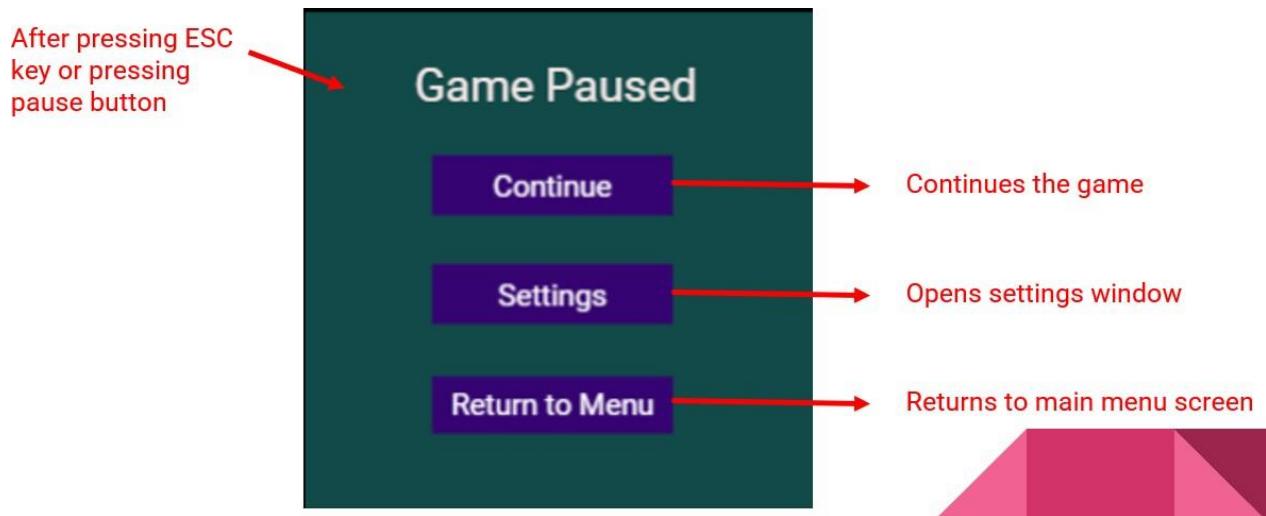 After pressing ESC
key or pressing
pause button
Game Paused
Continue
Continues the game
Settings
Opens settings window
Return to Menu
Returns to main menu screen